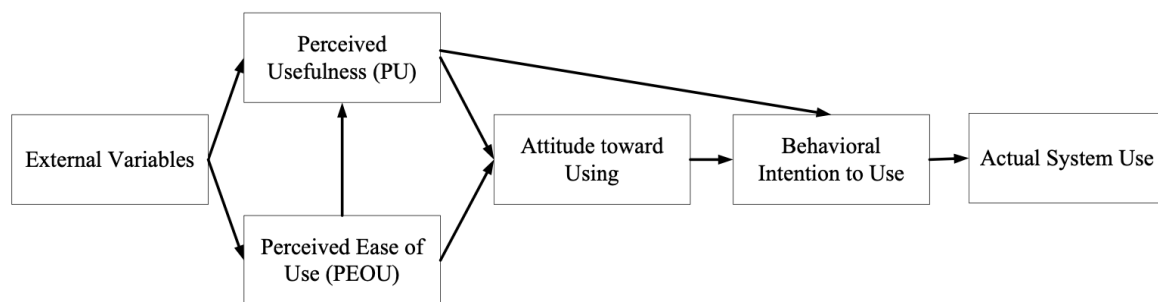 Perceived
Usefulness (PU)
External Variables
Attitude toward
Using
Behavioral
Intention to Use
Actual System Use
Perceived Ease of
Use (PEOU)